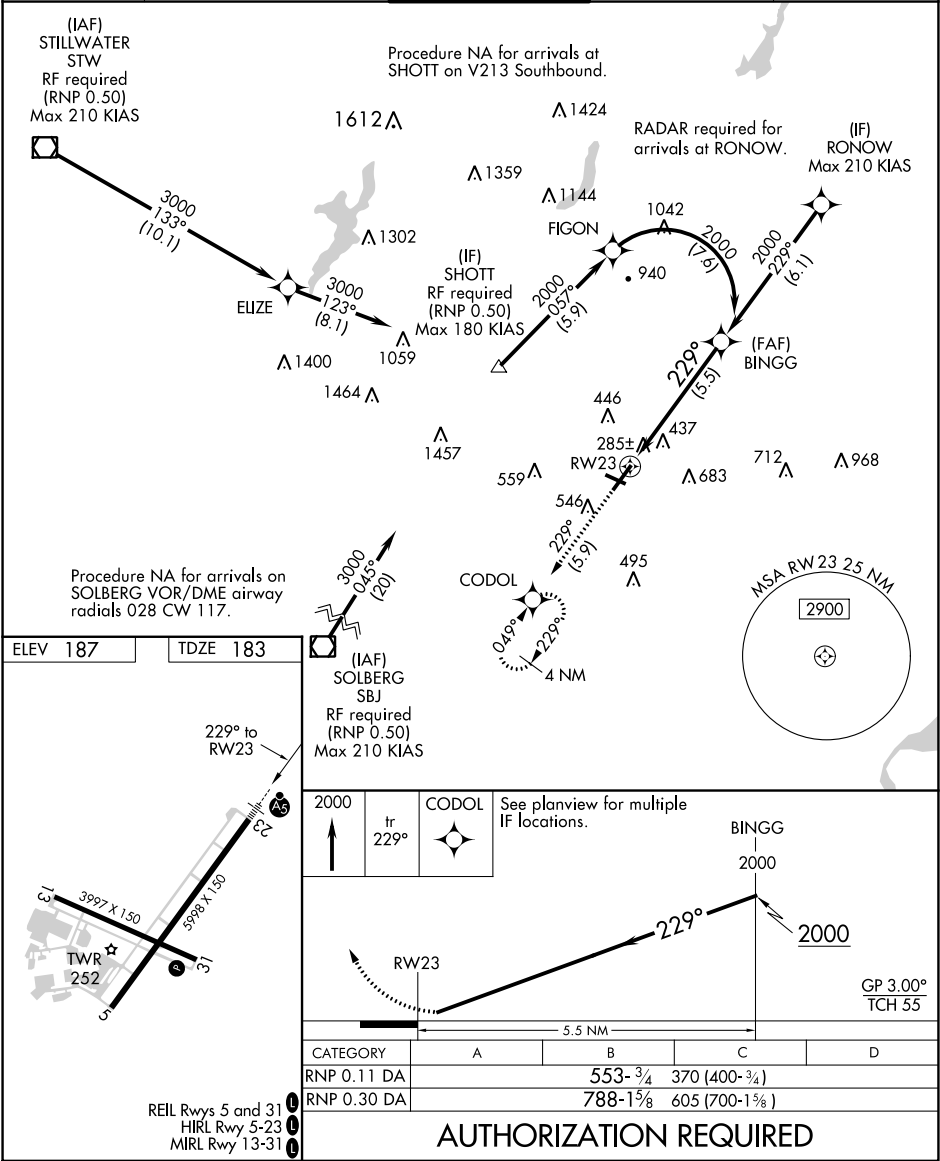 (IAF)
STILLWATER
STW
RF required
(RNP 0.50)
Max 210 KIAS
Procedure NA for arrivals at
SHOTT on V213 Southbound.
1612
1424
RADAR required for
arrivals at RONOW.
(IF)
RONOW
Max 210 KIAS
1359
1144
3000
133°
(10.1)
1302
FIGON
1042
2000
(7.6)
2000
229°
(6.1)
940
(IF)
SHOTT
RF required
(RNP 0.50)
Max 180 KIAS
2000
057°
(5.9)
ELIZE
3000
123°
(8.1)
1059
1400
1464
(FAF)
BINGG
229°
(5.5)
446
437
285±
1457
559
RW23
683
712
968
546
229°
(5.9)
495
CODOL
049°
229°
4 NM
3000
045°
(20)
Procedure NA for arrivals on
SOLBERG VOR/DME airway
radials 028 CW 117.
MSA RW 23 25 NM
2900
(IAF)
SOLBERG
SBJ
RF required
(RNP 0.50)
Max 210 KIAS
ELEV 187
TDZE 183
229° to
RW23
A5
23
13
3997 X 150
5998 X 150
TWR
252
P
31
5
REIL Rwys 5 and 31 L
HIRL Rwy 5-23 L
MIRL Rwy 13-31 L
2000
tr
229°
CODOL
See planview for multiple
IF locations.
BINGG
2000
229°
2000
RW23
GP 3.00°
TCH 55
5.5 NM
CATEGORY A B C D
RNP 0.11 DA 553-¾ 370 (400-¾)
RNP 0.30 DA 788-1⅝ 605 (700-1⅝)
AUTHORIZATION REQUIRED